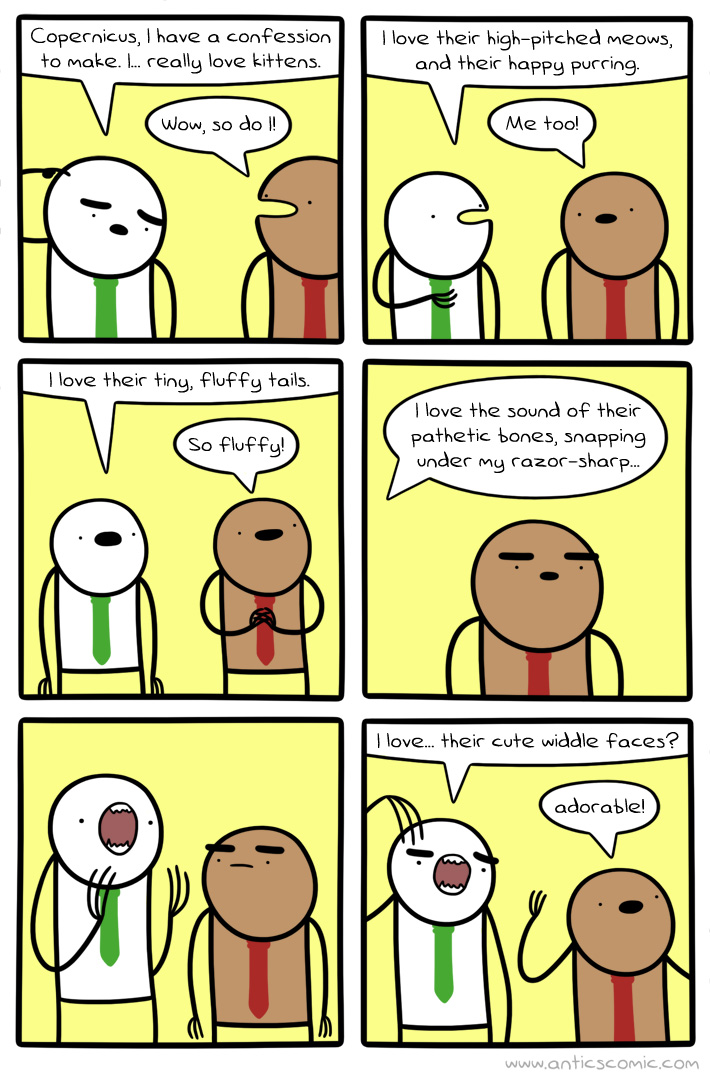 Copernicus, I have a confession
to make. I... really love kittens.
Wow, so do I!
I love their high-pitched meows,
and their happy purring.
Me too!
I love their tiny, fluffy tails.
So fluffy!
I love the sound of their
pathetic bones, snapping
under my razor-sharp...
I love... their cute widdle faces?
adorable!
www.anticscomic.com